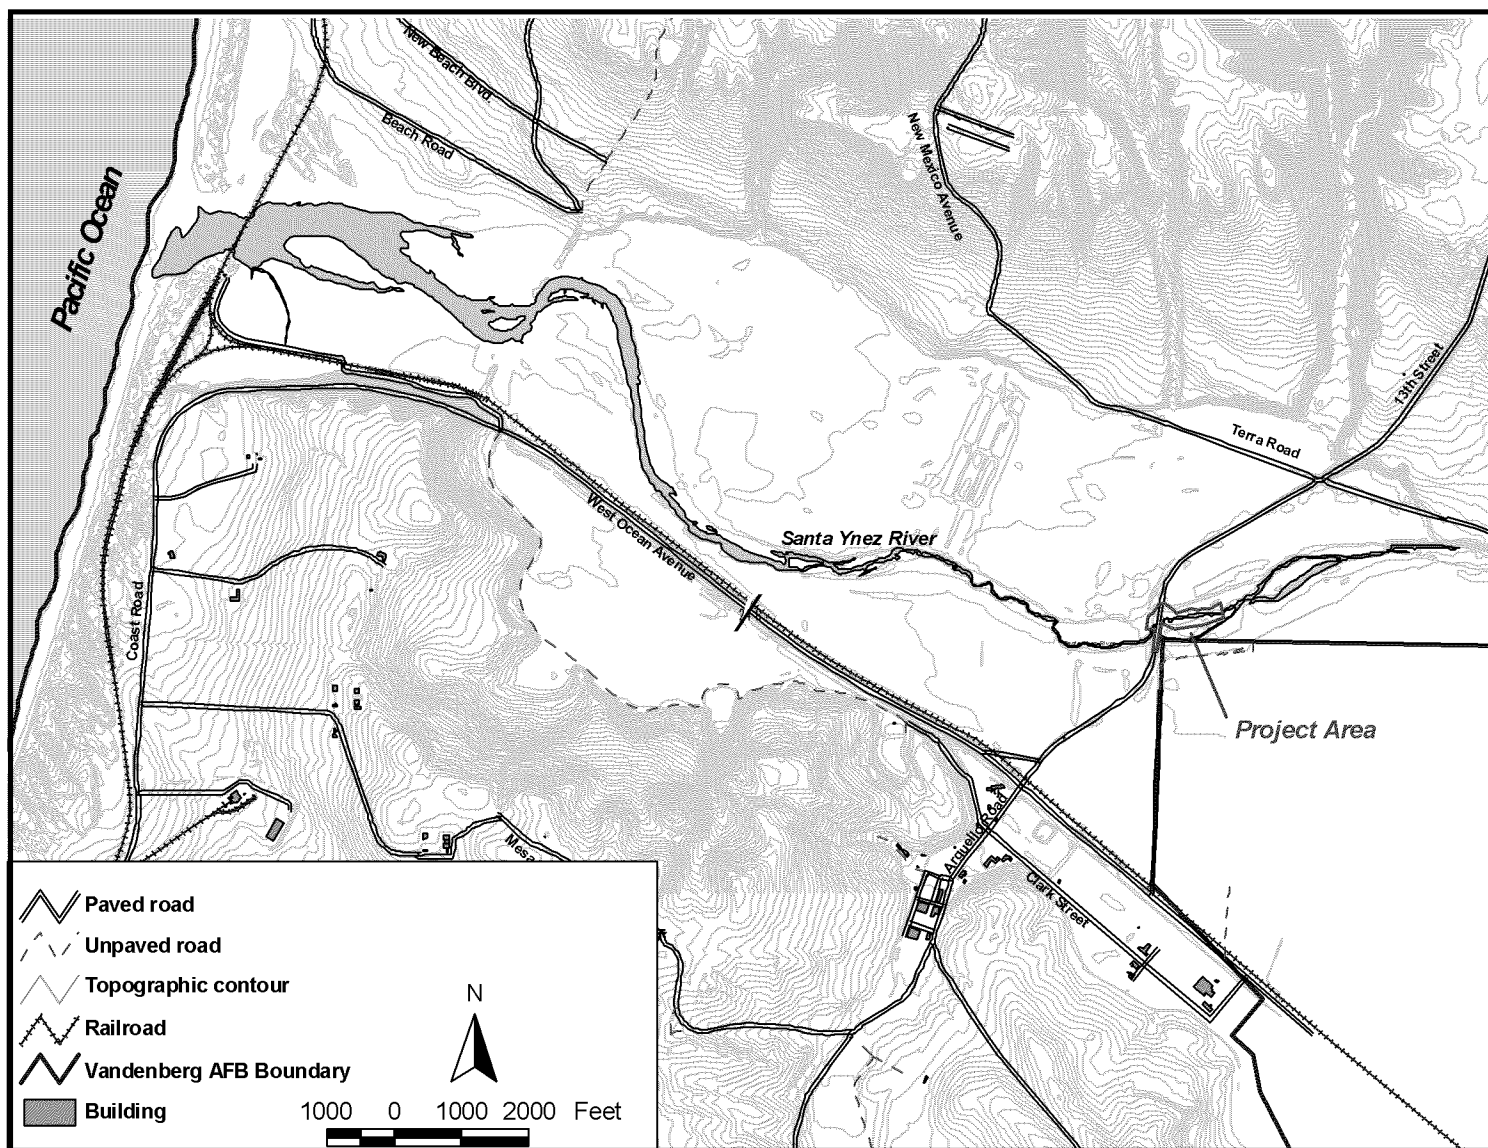 New Beach Blvd.
Beach Road
New Mexico Avenue
Pacific Ocean
13th Street
Terra Road
West Ocean Avenue
Santa Ynez River
Coast Road
Project Area
Mesa
Arguello Road
Clark Street
Paved road
Unpaved road
Topographic contour
Railroad
Vandenberg AFB Boundary
Building
N
1000 0 1000 2000 Feet